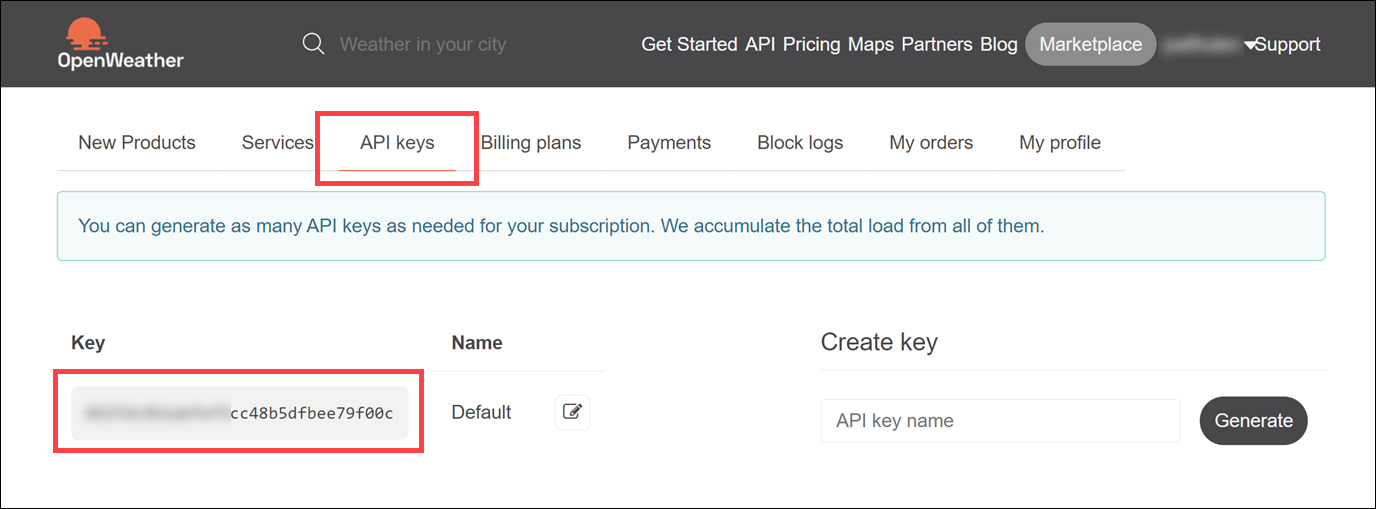 OpenWeather
Weather in your city
Get Started API Pricing Maps Partners Blog Marketplace Support
New Products Services API keys Billing plans Payments Block logs My orders My profile
You can generate as many API keys as needed for your subscription. We accumulate the total load from all of them.
Key Name Create key
cc48b5dfbee79f00c Default API key name Generate